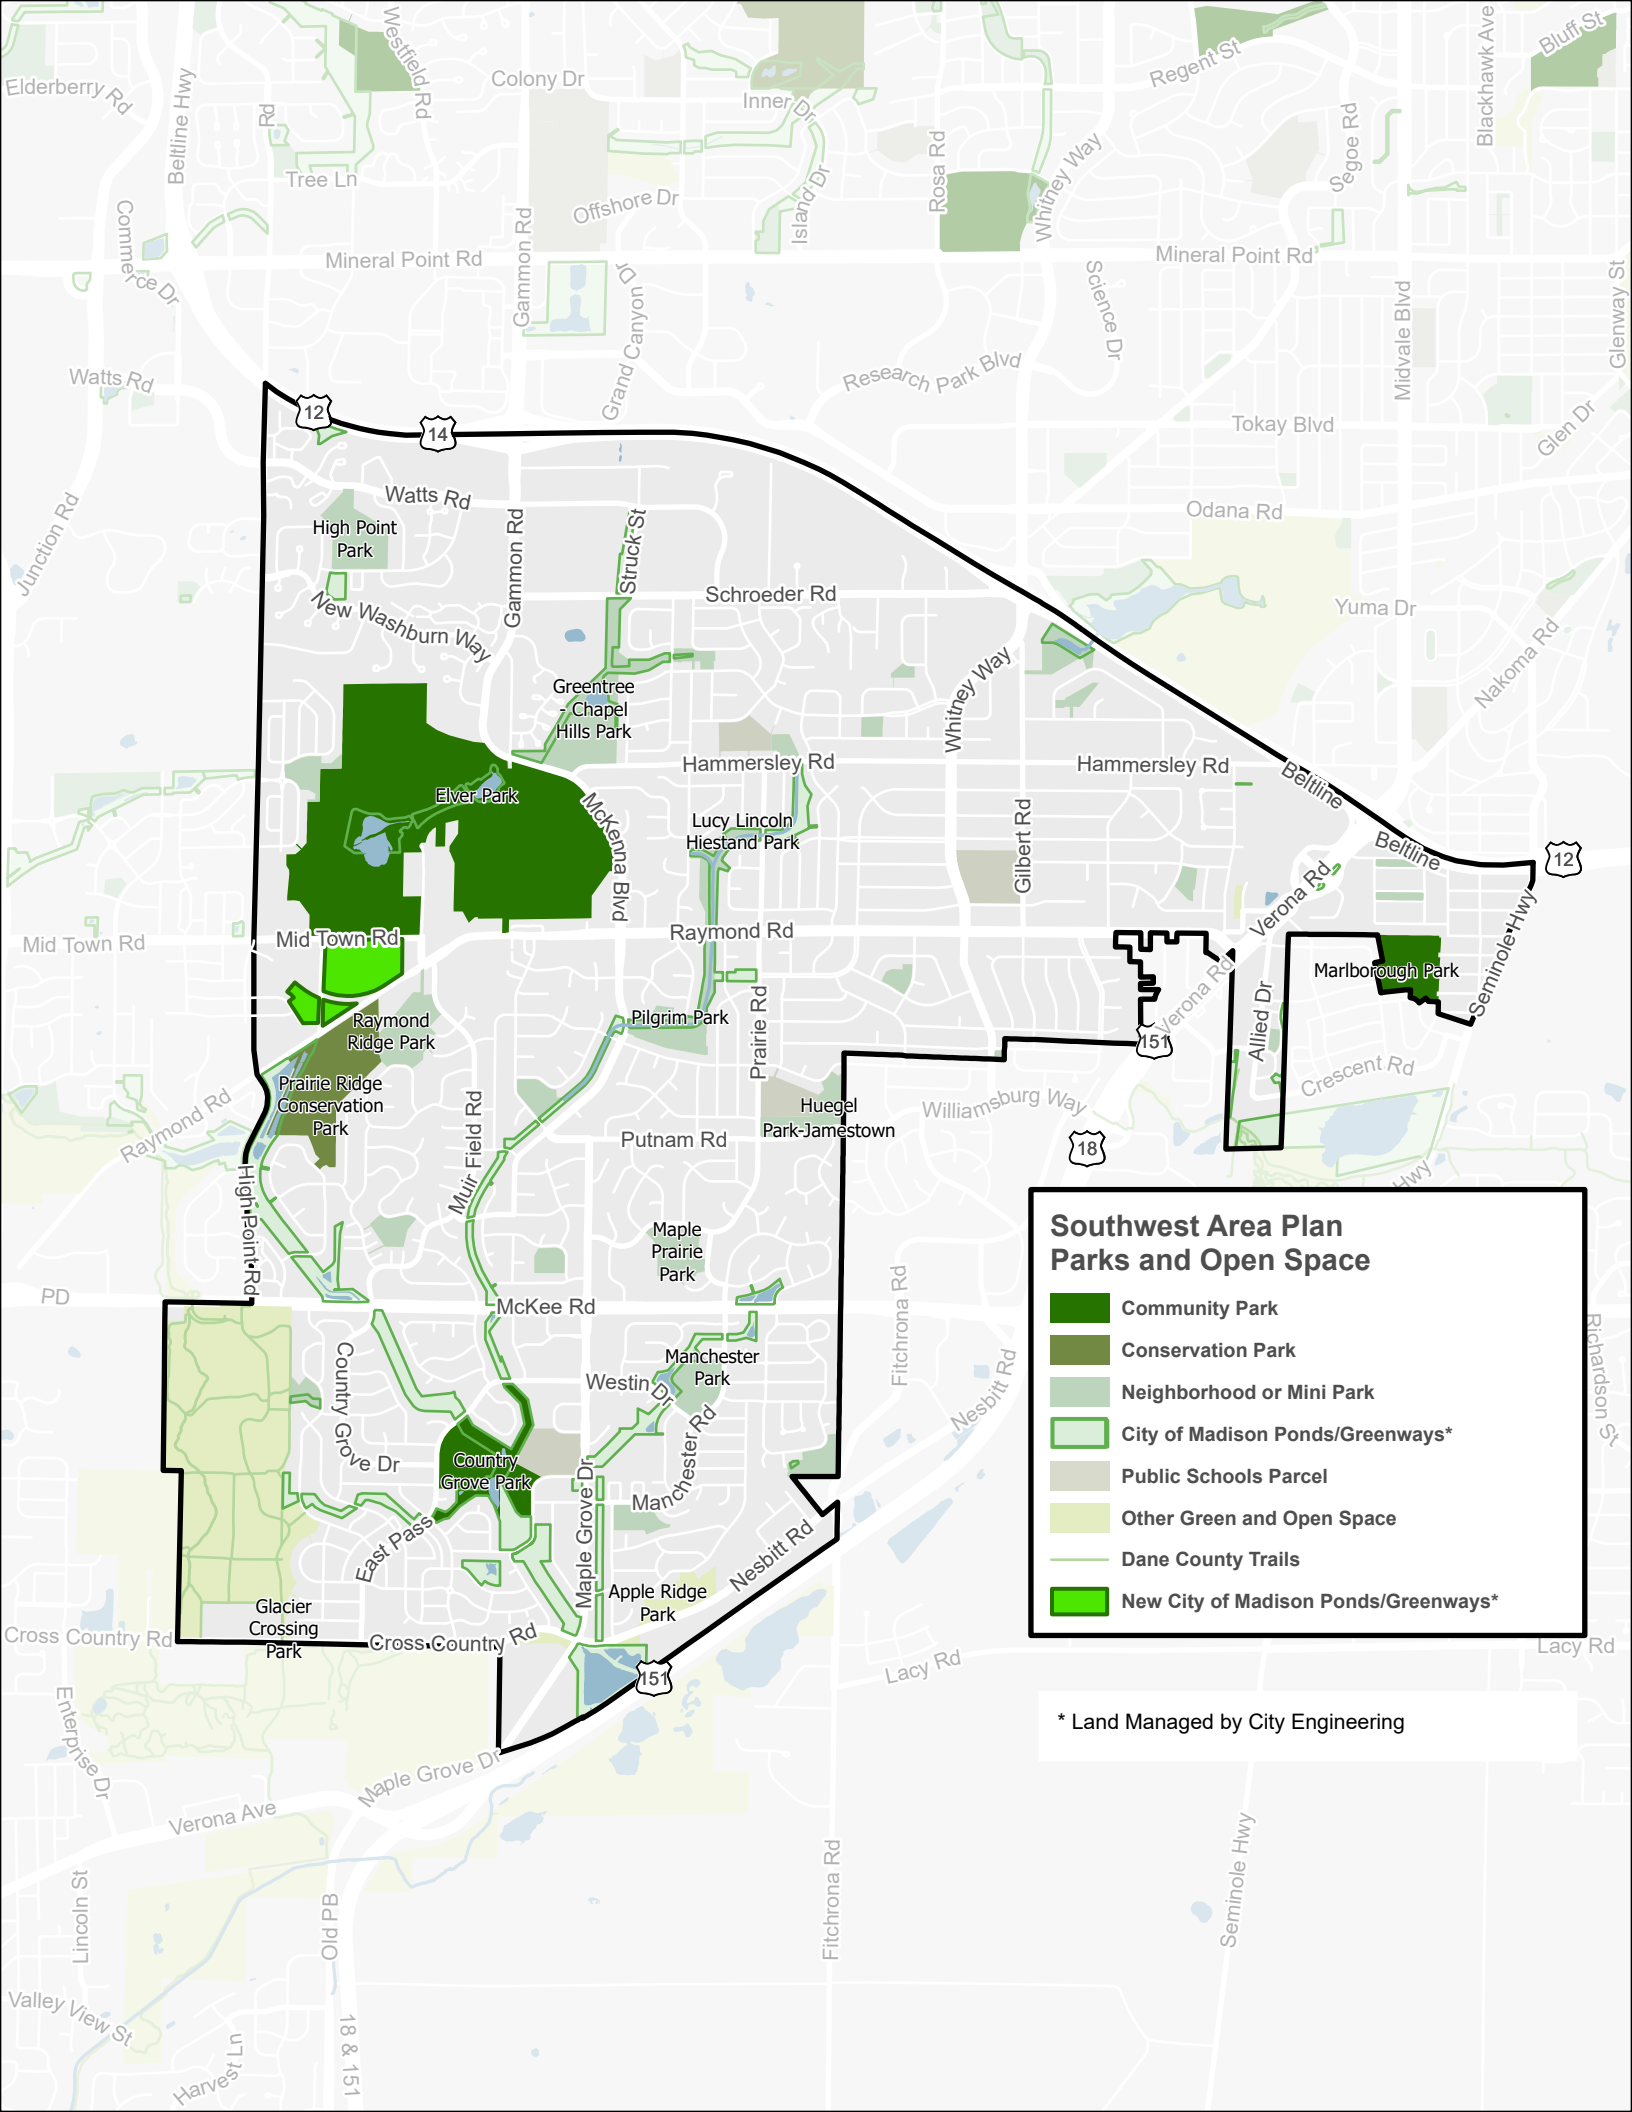 Westfield Rd
Colony Dr
Regent St
Blackhawk Ave
Bluff St
Elderberry Rd
Beltline Hwy
Rd
Inner Dr
Tree Ln
Offshore Dr
Island Dr
Rosa Rd
Whitney Way
Segoe Rd
Commerce Dr
Gammon Rd
Mineral Point Rd
Mineral Point Rd
Grand Canyon Dr
Science Dr
Midvale Blvd
Glenway St
Watts Rd
Research Park Blvd
12
14
Tokay Blvd
Glen Dr
Junction Rd
Watts Rd
High Point
Park
Gammon Rd
Struck St
Odana Rd
New Washburn Way
Schroeder Rd
Yuma Dr
Nakoma Rd
Whitney Way
Greentree
- Chapel
Hills Park
Hammersley Rd
Hammersley Rd
Beltline
Elver Park
McKenna Blvd
Lucy Lincoln
Hiestand Park
Gilbert Rd
Beltline
12
Verona Rd
Seminole Hwy
Mid Town Rd
Mid Town Rd
Raymond Rd
Marlborough Park
Raymond
Ridge Park
Pilgrim Park
Prairie Rd
Verona Rd
151
Allied Dr
Prairie Ridge
Conservation
Park
Raymond Rd
Crescent Rd
Muir Field Rd
Huegel
Park-Jamestown
Williamsburg Way
Putnam Rd
18
Hwy
High Point Rd
Maple
Prairie
Park
PD
McKee Rd
Fitchrona Rd
Richardson St
Country Grove Dr
Manchester
Park
Westin Dr
Nesbitt Rd
Manchester Rd
Country
Grove Park
Maple Grove Dr
East Pass
Nesbitt Rd
Apple Ridge
Park
Glacier
Crossing
Park
Cross Country Rd
Cross Country Rd
151
Lacy Rd
Lacy Rd
Southwest Area Plan
Parks and Open Space
Community Park
Conservation Park
Neighborhood or Mini Park
City of Madison Ponds/Greenways*
Public Schools Parcel
Other Green and Open Space
Dane County Trails
New City of Madison Ponds/Greenways*
* Land Managed by City Engineering
Enterprise Dr
Maple Grove Dr
Verona Ave
Lincoln St
Old PB
Fitchrona Rd
Seminole Hwy
Valley View St
Harvest Ln
18 & 151